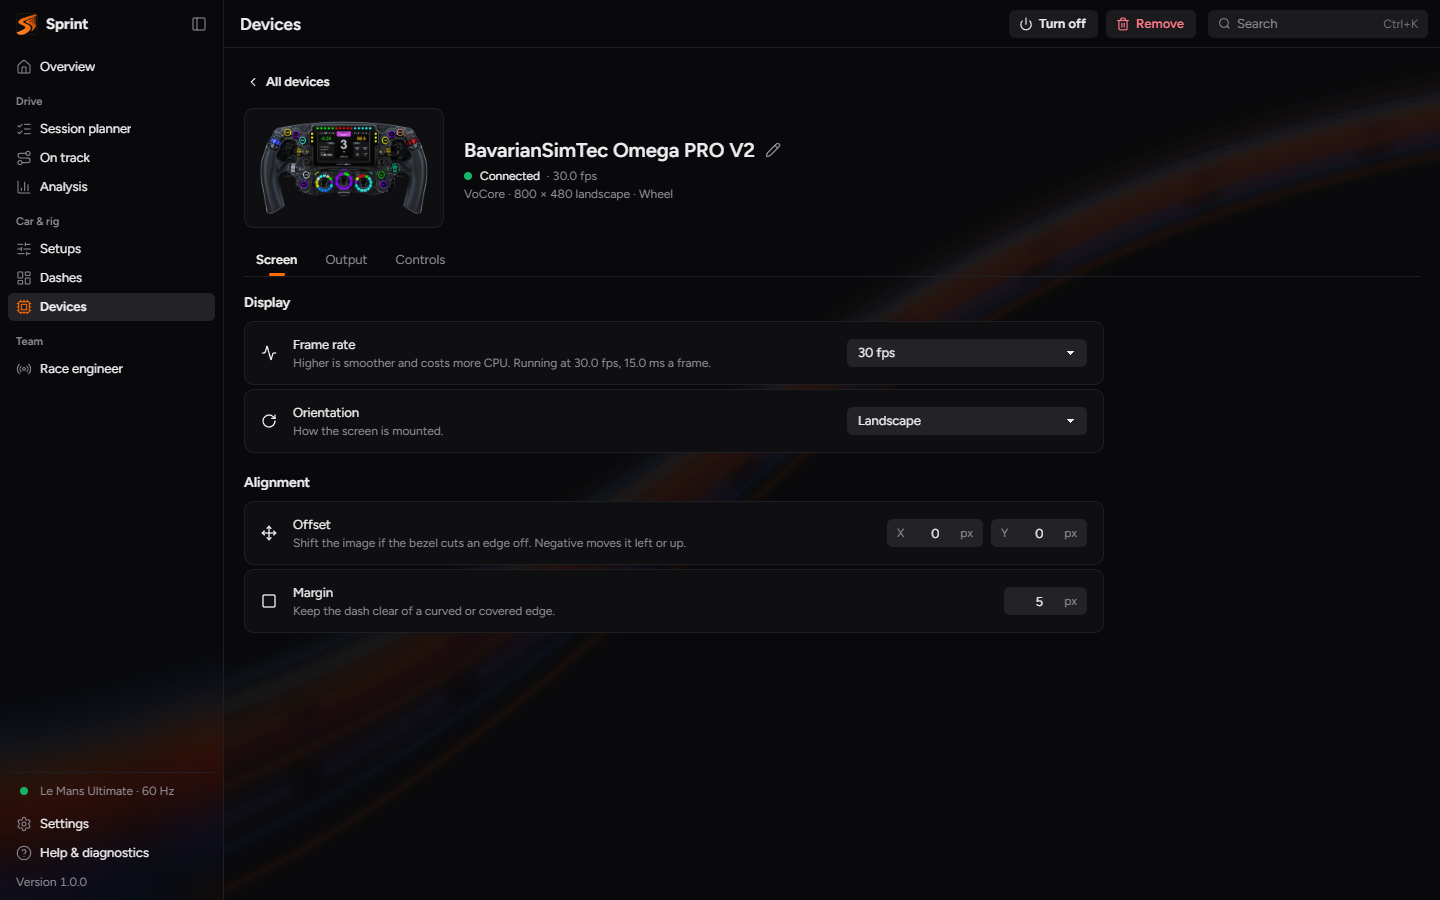 Sprint
Devices
Turn off
Remove
Search
Ctrl+K
Overview
Drive
Session planner
On track
Analysis
Car & rig
Setups
Dashes
Devices
Team
Race engineer
All devices
BavarianSimTec Omega PRO V2
Connected · 30.0 fps
VoCore · 800 × 480 landscape · Wheel
Screen
Output
Controls
Display
Frame rate
Higher is smoother and costs more CPU. Running at 30.0 fps, 15.0 ms a frame.
30 fps
Orientation
How the screen is mounted.
Landscape
Alignment
Offset
Shift the image if the bezel cuts an edge off. Negative moves it left or up.
X 0 px
Y 0 px
Margin
Keep the dash clear of a curved or covered edge.
5 px
Le Mans Ultimate · 60 Hz
Settings
Help & diagnostics
Version 1.0.0
3